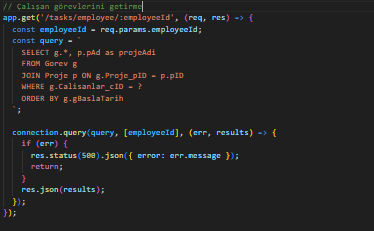 // Çalışan görevlerini getirme
app.get('/tasks/employee/:employeeId', (req, res) => {
  const employeeId = req.params.employeeId;
  const query = `
    SELECT g.*, p.pAd as projeAdi
    FROM Gorev g
    JOIN Proje p ON g.Proje_pID = p.pID
    WHERE g.Calisanlar_cID = ?
    ORDER BY g.gBaslaTarih
  `;
  connection.query(query, [employeeId], (err, results) => {
    if (err) {
      res.status(500).json({ error: err.message });
      return;
    }
    res.json(results);
  });
});